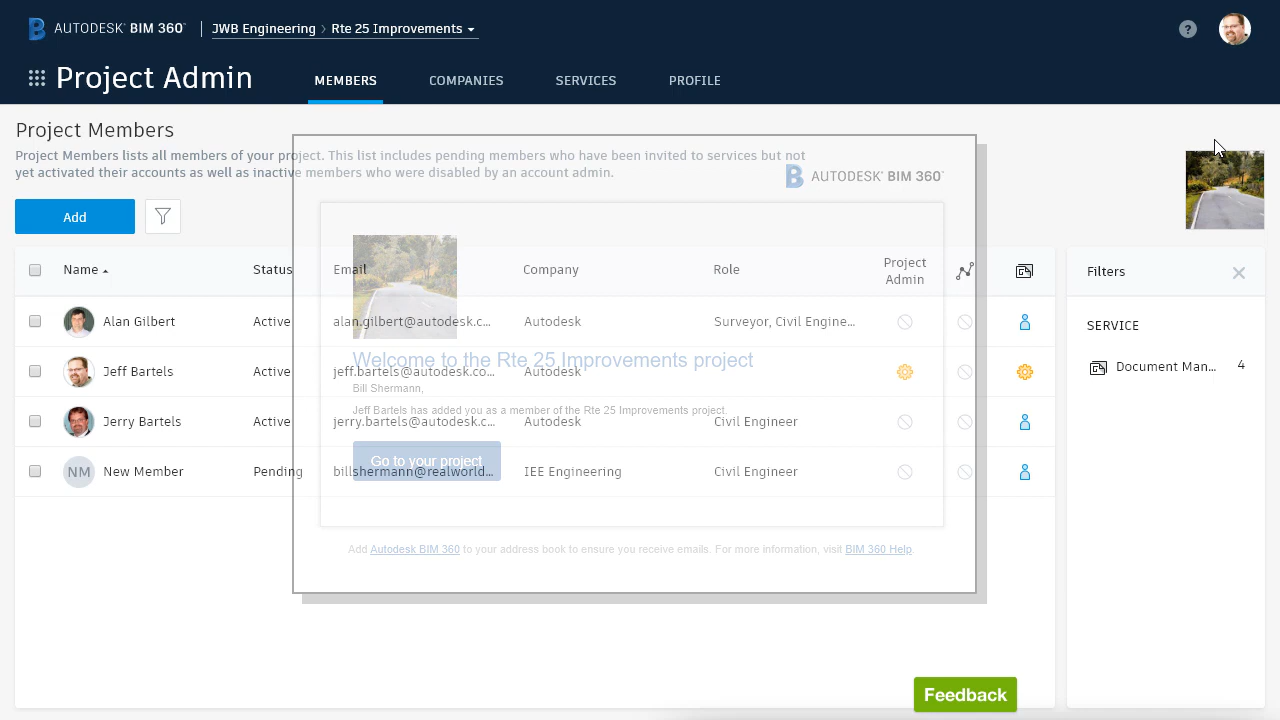 AUTODESK® BIM 360™ JWB Engineering › Rte 25 Improvements
?
Project Admin MEMBERS COMPANIES SERVICES PROFILE
Project Members
Project Members lists all members of your project. This list includes pending members who have been invited to services but not
yet activated their accounts as well as inactive members who were disabled by an account admin.
AUTODESK® BIM 360™
Add
Name Status Email Company Role Project Admin
Filters
Alan Gilbert Active alan.gilbert@autodesk.c... Autodesk Surveyor, Civil Engine...
SERVICE
Welcome to the Rte 25 Improvements project
Jeff Bartels Active jeff.bartels@autodesk.co... Autodesk
Document Man... 4
Bill Shermann,
Jeff Bartels has added you as a member of the Rte 25 Improvements project.
Jerry Bartels Active jerry.bartels@autodesk.c... Autodesk Civil Engineer
Go to your project
NM New Member Pending billshermann@realworld... IEE Engineering Civil Engineer
Add Autodesk BIM 360 to your address book to ensure you receive emails. For more information, visit BIM 360 Help.
Feedback